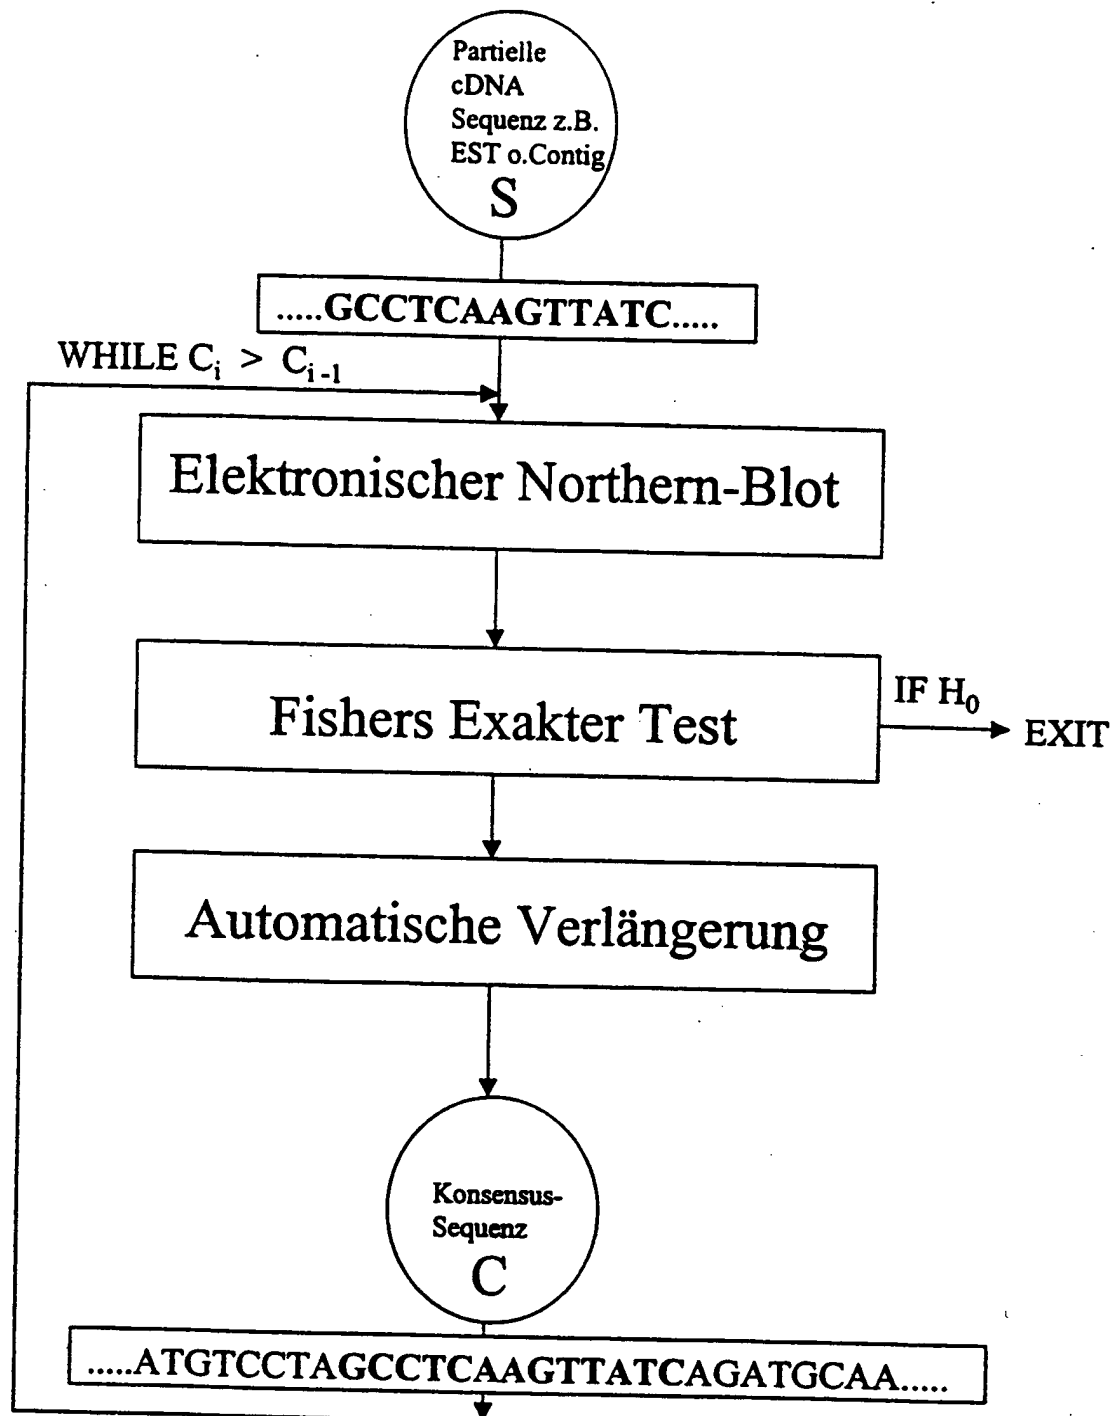 Partielle
cDNA
Sequenz z.B.
EST o.Contig
S
.....GCCTCAAGTTATC.....
WHILE Ci > Ci-1
Elektronischer Northern-Blot
Fishers Exakter Test
IF H0
EXIT
Automatische Verlängerung
Konsensus-
Sequenz
C
.....ATGTCCTAGCCTCAAGTTATCAGATGCAA.....